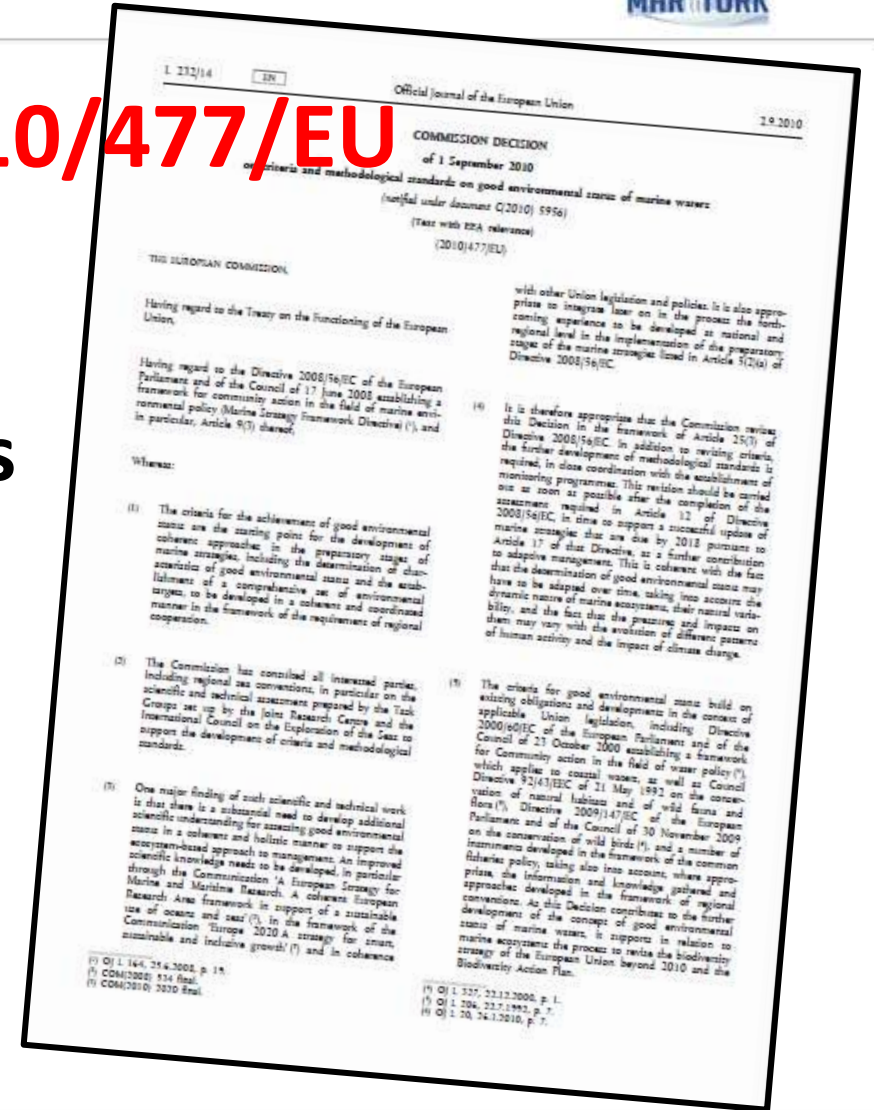 MAR TURK
10/477/EU
s
L 232/14 EN Official Journal of the European Union 2.9.2010
COMMISSION DECISION
of 1 September 2010
on criteria and methodological standards on good environmental status of marine waters
(notified under document C(2010) 5956)
(Text with EEA relevance)
(2010/477/EU)
THE EUROPEAN COMMISSION,
Having regard to the Treaty on the Functioning of the European
Union,
Having regard to the Directive 2008/56/EC of the European
Parliament and of the Council of 17 June 2008 establishing a
framework for community action in the field of marine envi-
ronmental policy (Marine Strategy Framework Directive) (¹), and
in particular, Article 9(3) thereof,
Whereas:
(1) The criteria for the achievement of good environmental
status are the starting point for the development of
coherent approaches in the preparatory stages of
marine strategies, including the determination of char-
acteristics of good environmental status and the estab-
lishment of a comprehensive set of environmental
targets, to be developed in a coherent and coordinated
manner in the framework of the requirement of regional
cooperation.
(2) The Commission has consulted all interested parties,
including regional sea conventions, in particular on the
scientific and technical assessment prepared by the Task
Groups set up by the Joint Research Centre and the
International Council on the Exploration of the Seas to
support the development of criteria and methodological
standards.
(3) One major finding of such scientific and technical work
is that there is a substantial need to develop additional
scientific understanding for assessing good environmental
status in a coherent and holistic manner to support the
ecosystem-based approach to management. An improved
scientific knowledge needs to be developed, in particular
through the Communication ‘A European Strategy for
Marine and Maritime Research. A coherent European
Research Area framework in support of a sustainable
use of oceans and seas’ (²), in the framework of the
Communication ‘Europe 2020 A strategy for smart,
sustainable and inclusive growth’ (³) and in coherence
(¹) OJ L 164, 25.6.2008, p. 19.
(²) COM(2008) 534 final.
(³) COM(2010) 2020 final.
with other Union legislation and policies. It is also appro-
priate to integrate later on in the process the forth-
coming experience to be developed at national and
regional level in the implementation of the preparatory
stages of the marine strategies listed in Article 5(2)(a) of
Directive 2008/56/EC.
(4) It is therefore appropriate that the Commission revises
this Decision in the framework of Article 25(3) of
Directive 2008/56/EC. In addition to revising criteria,
the further development of methodological standards is
required, in close coordination with the establishment of
monitoring programmes. This revision should be carried
out as soon as possible after the completion of the
assessment required in Article 12 of Directive
2008/56/EC, in time to support a successful update of
marine strategies that are due by 2018 pursuant to
Article 17 of that Directive, as a further contribution
to adaptive management. This is coherent with the fact
that the determination of good environmental status may
have to be adapted over time, taking into account the
dynamic nature of marine ecosystems, their natural varia-
bility, and the fact that the pressures and impacts on
them may vary with the evolution of different patterns
of human activity and the impact of climate change.
(5) The criteria for good environmental status build on
existing obligations and developments in the context of
applicable Union legislation, including Directive
2000/60/EC of the European Parliament and of the
Council of 23 October 2000 establishing a framework
for Community action in the field of water policy (⁴),
which applies to coastal waters, as well as Council
Directive 92/43/EEC of 21 May 1992 on the conser-
vation of natural habitats and of wild fauna and
flora (⁵), Directive 2009/147/EC of the European
Parliament and of the Council of 30 November 2009
on the conservation of wild birds (⁶), and a number of
instruments developed in the framework of the common
fisheries policy, taking also into account, where appro-
priate, the information and knowledge gathered and
approaches developed in the framework of regional
conventions. As this Decision contributes to the further
development of the concept of good environmental
status of marine waters, it supports in relation to
marine ecosystems the process to revise the biodiversity
strategy of the European Union beyond 2010 and the
Biodiversity Action Plan.
(⁴) OJ L 327, 22.12.2000, p. 1.
(⁵) OJ L 206, 22.7.1992, p. 7.
(⁶) OJ L 20, 26.1.2010, p. 7.